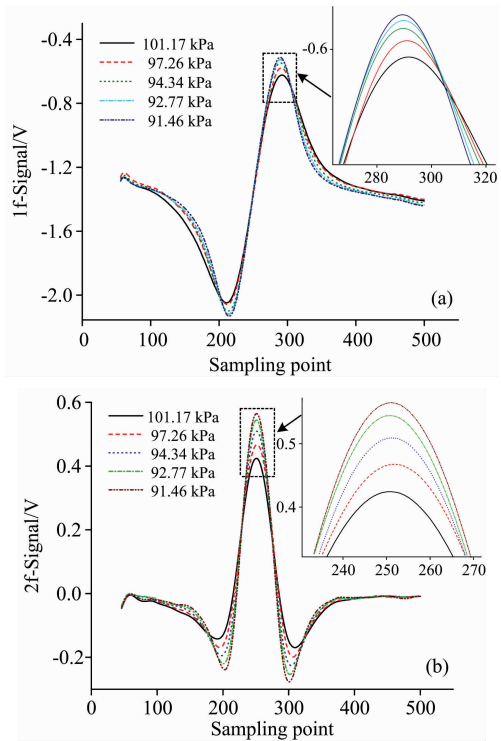 101.17 kPa
97.26 kPa
94.34 kPa
92.77 kPa
91.46 kPa
1f-Signal/V
-0.4
-0.8
-1.2
-1.6
-2.0
0 100 200 300 400 500
Sampling point
-0.6
280 300 320
(a)
101.17 kPa
97.26 kPa
94.34 kPa
92.77 kPa
91.46 kPa
2f-Signal/V
0.6
0.4
0.2
0.0
-0.2
0 100 200 300 400 500
Sampling point
0.5
0.4
240 250 260 270
(b)